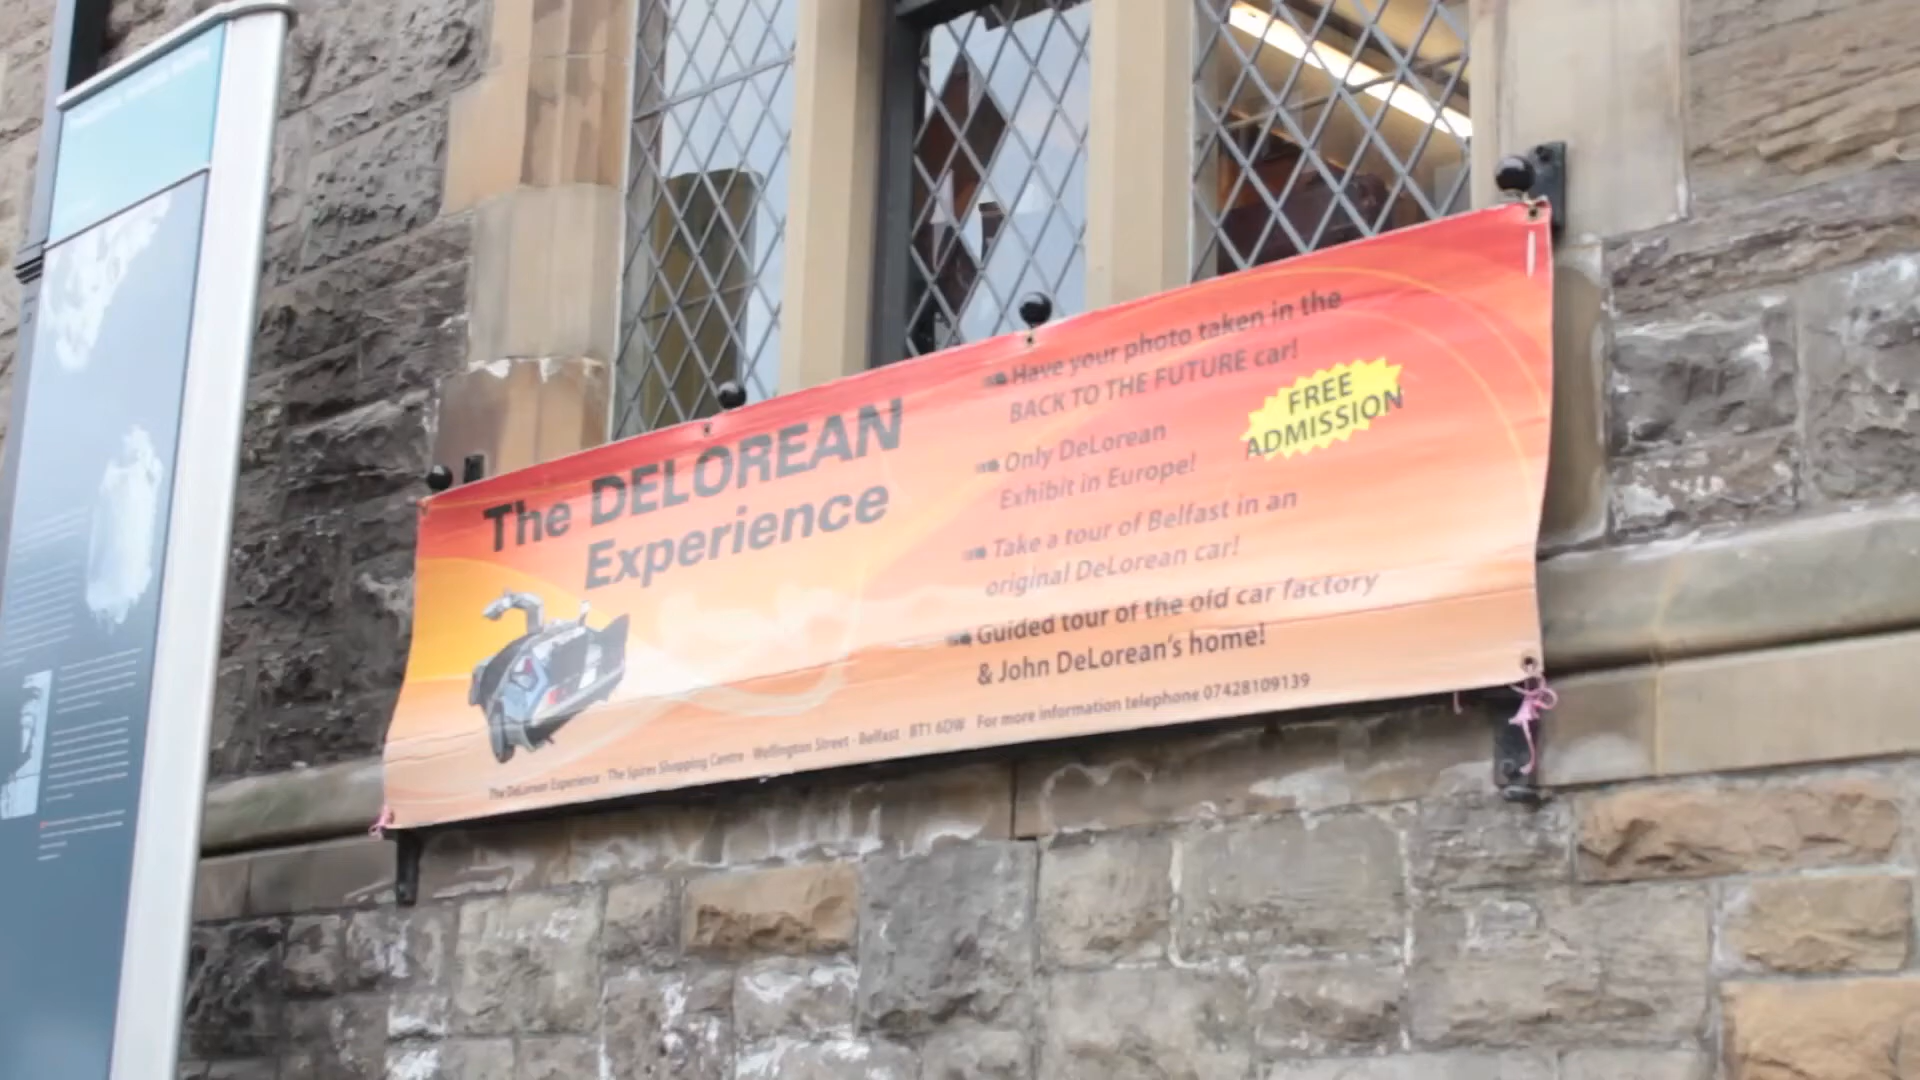 The DELOREAN
Experience
Have your photo taken in the
BACK TO THE FUTURE car!
Only DeLorean
Exhibit in Europe!
FREE
ADMISSION
Take a tour of Belfast in an
original DeLorean car!
Guided tour of the old car factory
& John DeLorean's home!
The DeLorean Experience · The Spires Shopping Centre · Wellington Street · Belfast · BT1 6DW For more information telephone 07428109139